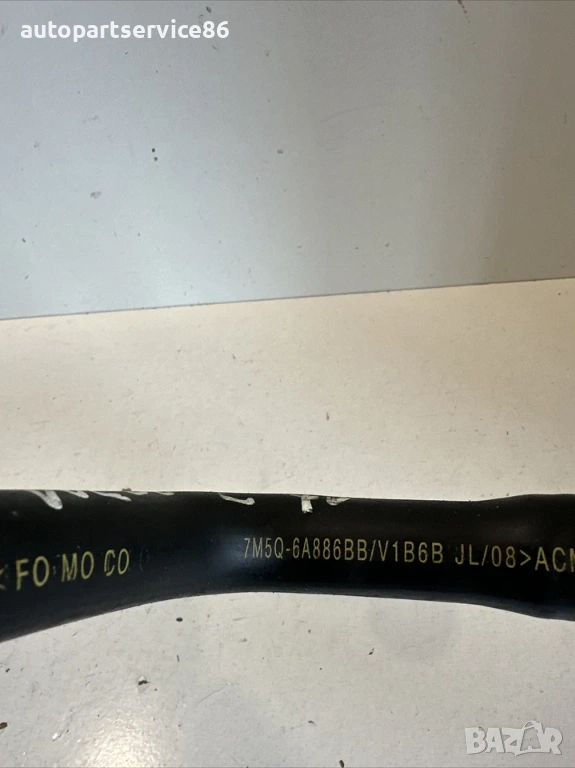 autopartservice86
FO MO CO 7M5Q-6A886BB/V1B6B JL/08>ACM
BAZAR